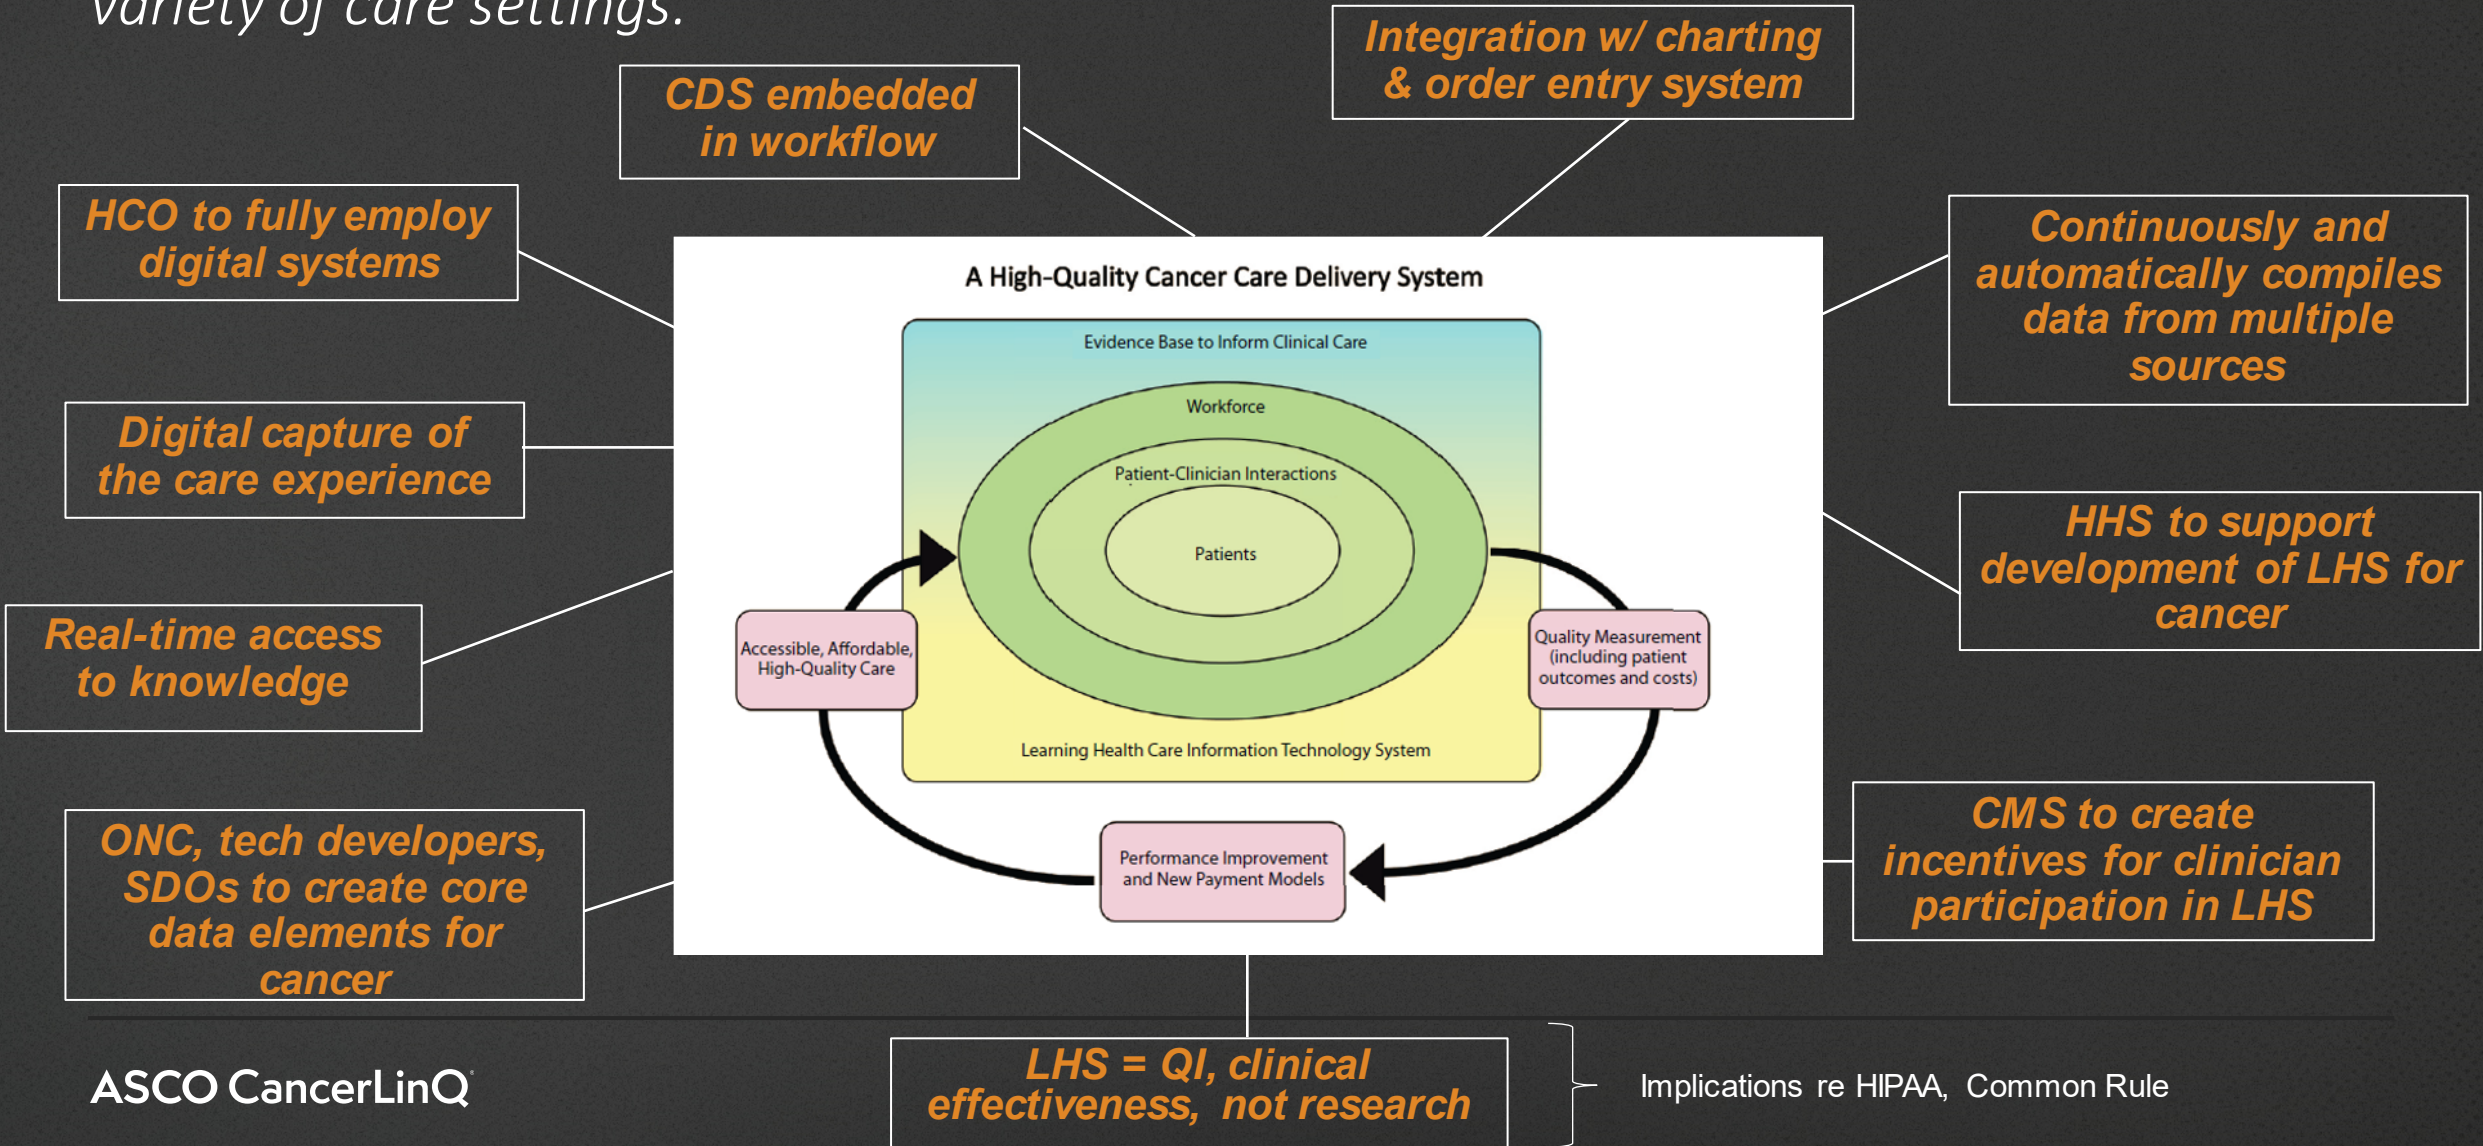 variety of care settings.
Integration w/ charting
& order entry system
CDS embedded
in workflow
HCO to fully employ
digital systems
Continuously and
automatically compiles
data from multiple
sources
Digital capture of
the care experience
HHS to support
development of LHS for
cancer
Real-time access
to knowledge
ONC, tech developers,
SDOs to create core
data elements for
cancer
CMS to create
incentives for clinician
participation in LHS
A High-Quality Cancer Care Delivery System
Evidence Base to Inform Clinical Care
Workforce
Patient-Clinician Interactions
Patients
Accessible, Affordable,
High-Quality Care
Quality Measurement
(including patient
outcomes and costs)
Learning Health Care Information Technology System
Performance Improvement
and New Payment Models
LHS = QI, clinical
effectiveness, not research
Implications re HIPAA, Common Rule
ASCO CancerLinQ